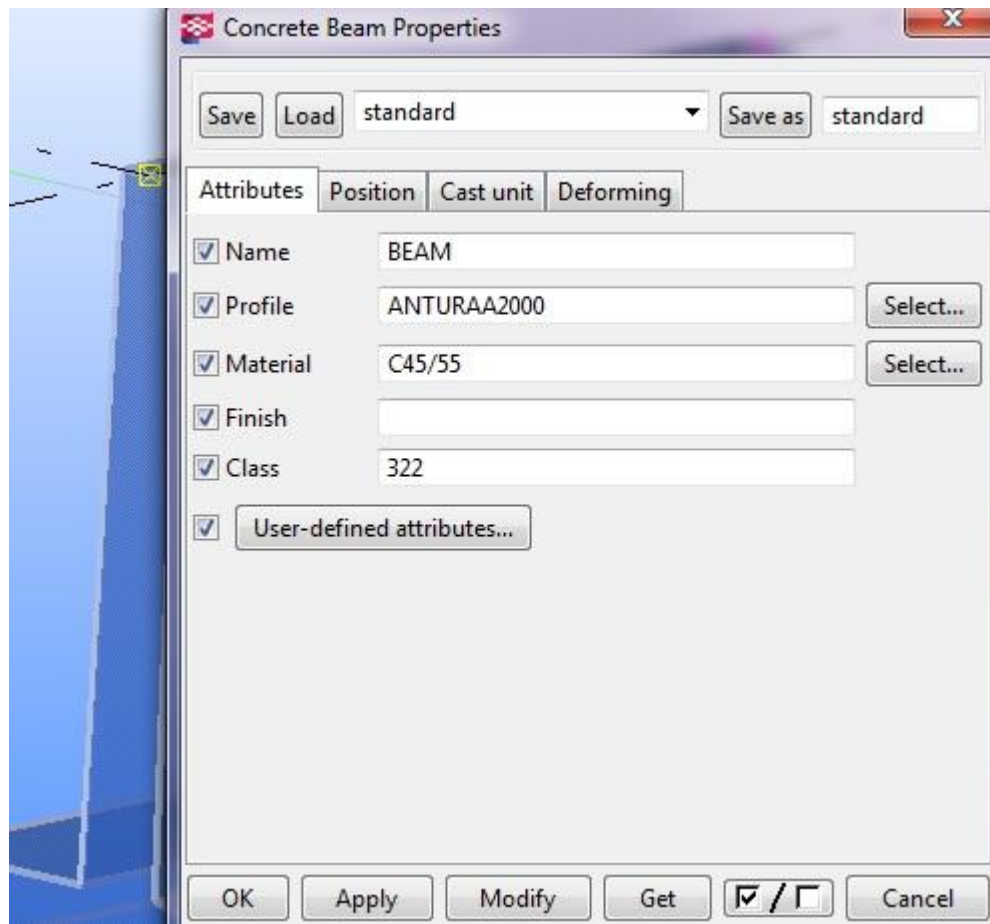 Concrete Beam Properties
Save Load standard Save as standard
Attributes Position Cast unit Deforming
Name BEAM
Profile ANTURAA2000 Select...
Material C45/55 Select...
Finish
Class 322
User-defined attributes...
OK Apply Modify Get / Cancel